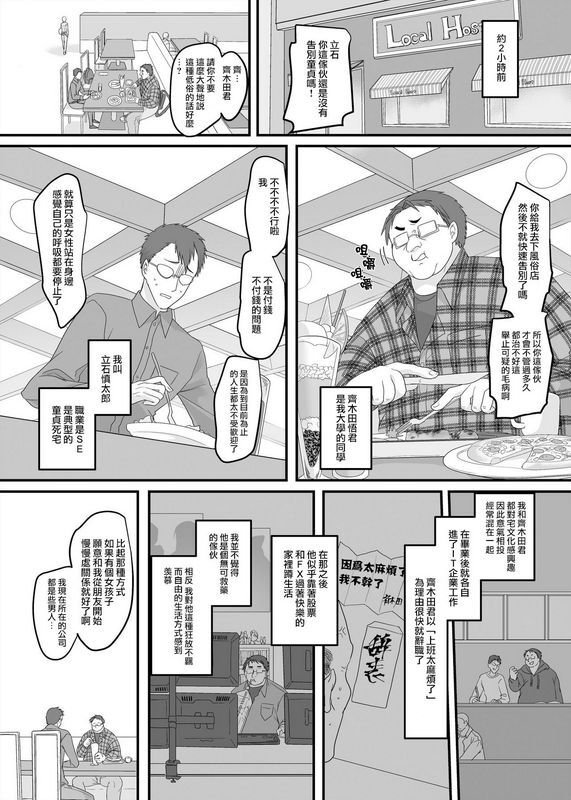 約2小時前
Local Hos
立石
你這傢伙還是沒有
告別童貞嗎！
齊…
齊木田君
請你不要
這麼大聲地說
這種低俗的話好麼
…？
你給我去下風俗店
然後不就快速告別了嗎
咀嚼
咀嚼
所以你這傢伙
才會不管過多久
都治不好這
舉止可疑的毛病啊
齊木田悟君
是我大學的同學
不不不不行啦
我
不是付錢
不付錢的問題
就算只是女性站在身邊
感覺自己的呼吸都要停止了
是因為到目前為止
的人生都太不受歡迎了
我叫
立石慎太郎
職業是SE
是典型的
童貞死宅
我和齊木田君
都對宅文化感興趣
因此意氣相投
經常混在一起
在畢業後就各自
進了IT企業工作
齊木田君以「上班太麻煩了」
為理由很快就辭職了
因爲太麻煩了
我不幹了
在那之後
他似乎靠著股票
和FX過著快樂的
家裡蹲生活
我並不覺得
他是個無可救藥
的傢伙
相反 我對他這種狂放不羈
而自由的生活方式感到
羨慕
比起那種方式
如果有個女孩子
願意和我從朋友開始
慢慢處關係就好了啊
我現在所在的公司
都是些男人…